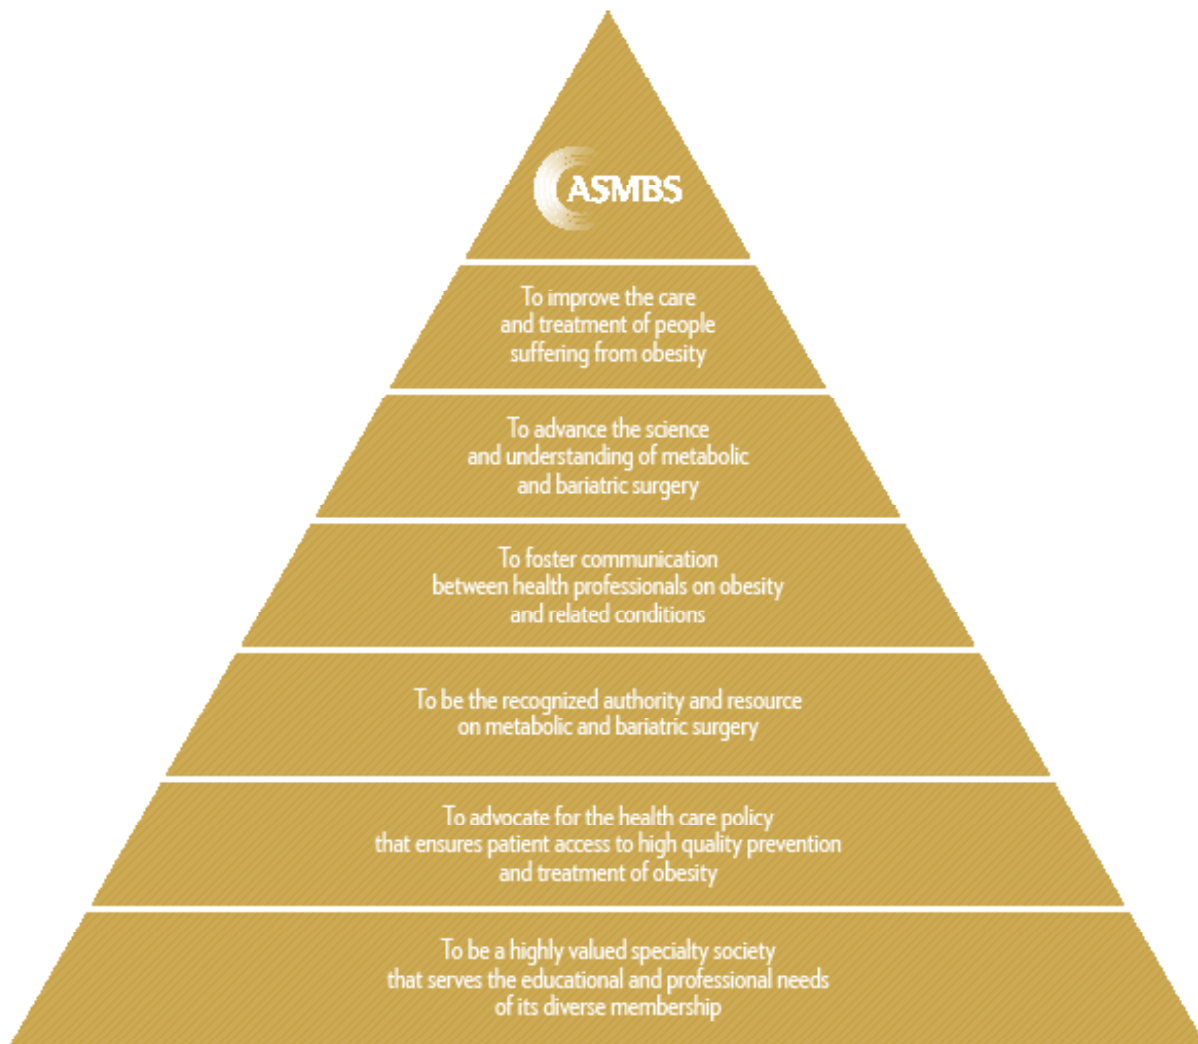 ASMBS
To improve the care
and treatment of people
suffering from obesity
To advance the science
and understanding of metabolic
and bariatric surgery
To foster communication
between health professionals on obesity
and related conditions
To be the recognized authority and resource
on metabolic and bariatric surgery
To advocate for the health care policy
that ensures patient access to high quality prevention
and treatment of obesity
To be a highly valued specialty society
that serves the educational and professional needs
of its diverse membership